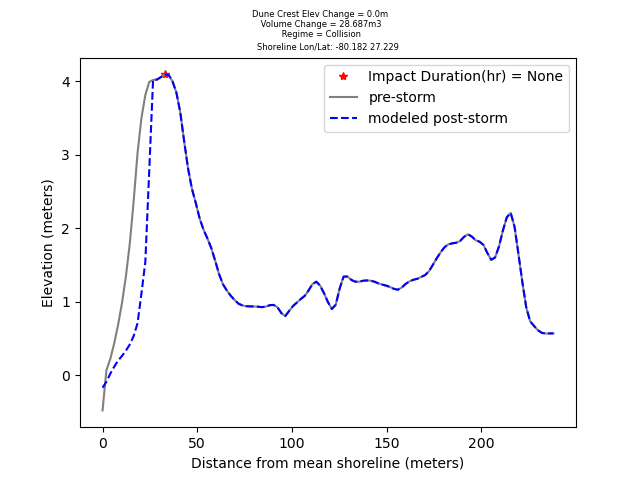 Dune Crest Elev Change = 0.0m
Volume Change = 28.687m3
Regime = Collision
Shoreline Lon/Lat: -80.182 27.229
Impact Duration(hr) = None
pre-storm
modeled post-storm
Elevation (meters)
4
3
2
1
0
0 50 100 150 200
Distance from mean shoreline (meters)